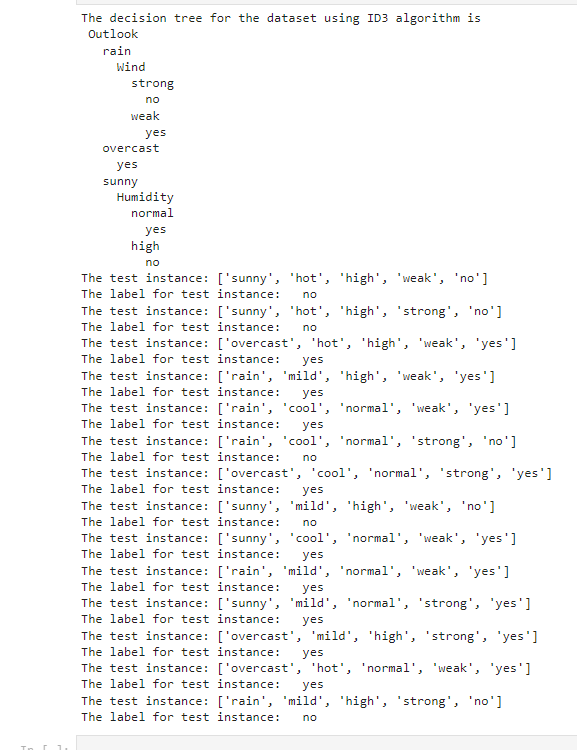 The decision tree for the dataset using ID3 algorithm is
Outlook
rain
Wind
strong
no
weak
yes
overcast
yes
sunny
Humidity
normal
yes
high
no
The test instance: ['sunny', 'hot', 'high', 'weak', 'no']
The label for test instance: no
The test instance: ['sunny', 'hot', 'high', 'strong', 'no']
The label for test instance: no
The test instance: ['overcast', 'hot', 'high', 'weak', 'yes']
The label for test instance: yes
The test instance: ['rain', 'mild', 'high', 'weak', 'yes']
The label for test instance: yes
The test instance: ['rain', 'cool', 'normal', 'weak', 'yes']
The label for test instance: yes
The test instance: ['rain', 'cool', 'normal', 'strong', 'no']
The label for test instance: no
The test instance: ['overcast', 'cool', 'normal', 'strong', 'yes']
The label for test instance: yes
The test instance: ['sunny', 'mild', 'high', 'weak', 'no']
The label for test instance: no
The test instance: ['sunny', 'cool', 'normal', 'weak', 'yes']
The label for test instance: yes
The test instance: ['rain', 'mild', 'normal', 'weak', 'yes']
The label for test instance: yes
The test instance: ['sunny', 'mild', 'normal', 'strong', 'yes']
The label for test instance: yes
The test instance: ['overcast', 'mild', 'high', 'strong', 'yes']
The label for test instance: yes
The test instance: ['overcast', 'hot', 'normal', 'weak', 'yes']
The label for test instance: yes
The test instance: ['rain', 'mild', 'high', 'strong', 'no']
The label for test instance: no